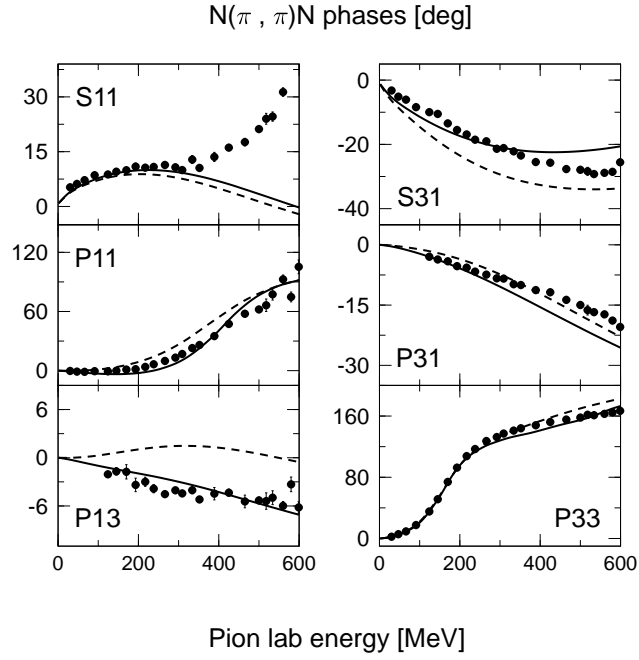 N(π , π)N phases [deg]
30
15
0
S11
0
-20
-40
S31
120
60
0
P11
0
-15
-30
P31
6
0
-6
P13
160
80
0
P33
0 200 400 600
0 200 400 600
Pion lab energy [MeV]